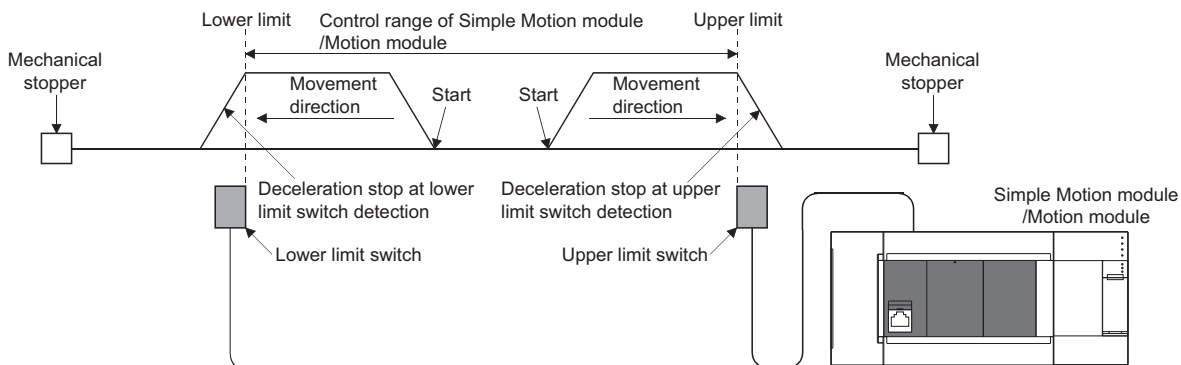 Lower limit
Control range of Simple Motion module
/Motion module
Upper limit
Mechanical
stopper
Movement
direction
Start
Start
Movement
direction
Mechanical
stopper
Deceleration stop at lower
limit switch detection
Deceleration stop at upper
limit switch detection
Simple Motion module
/Motion module
Lower limit switch
Upper limit switch